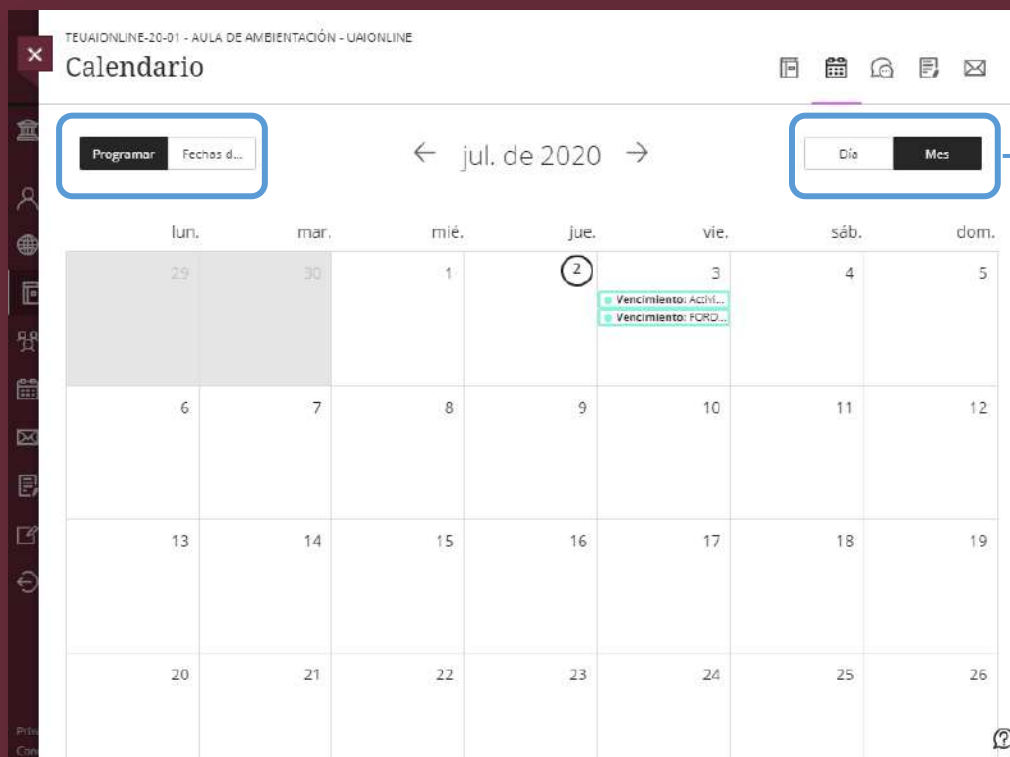 TEUAIONLINE-20-01 - AULA DE AMBIENTACIÓN - UAIONLINE
Calendario
Programar Fechas d...
jul. de 2020
Día Mes
lun. mar. mié. jue. vie. sáb. dom.
29 30 1 2 3 4 5
Vencimiento: Activi...
Vencimiento: FORO...
6 7 8 9 10 11 12
13 14 15 16 17 18 19
20 21 22 23 24 25 26